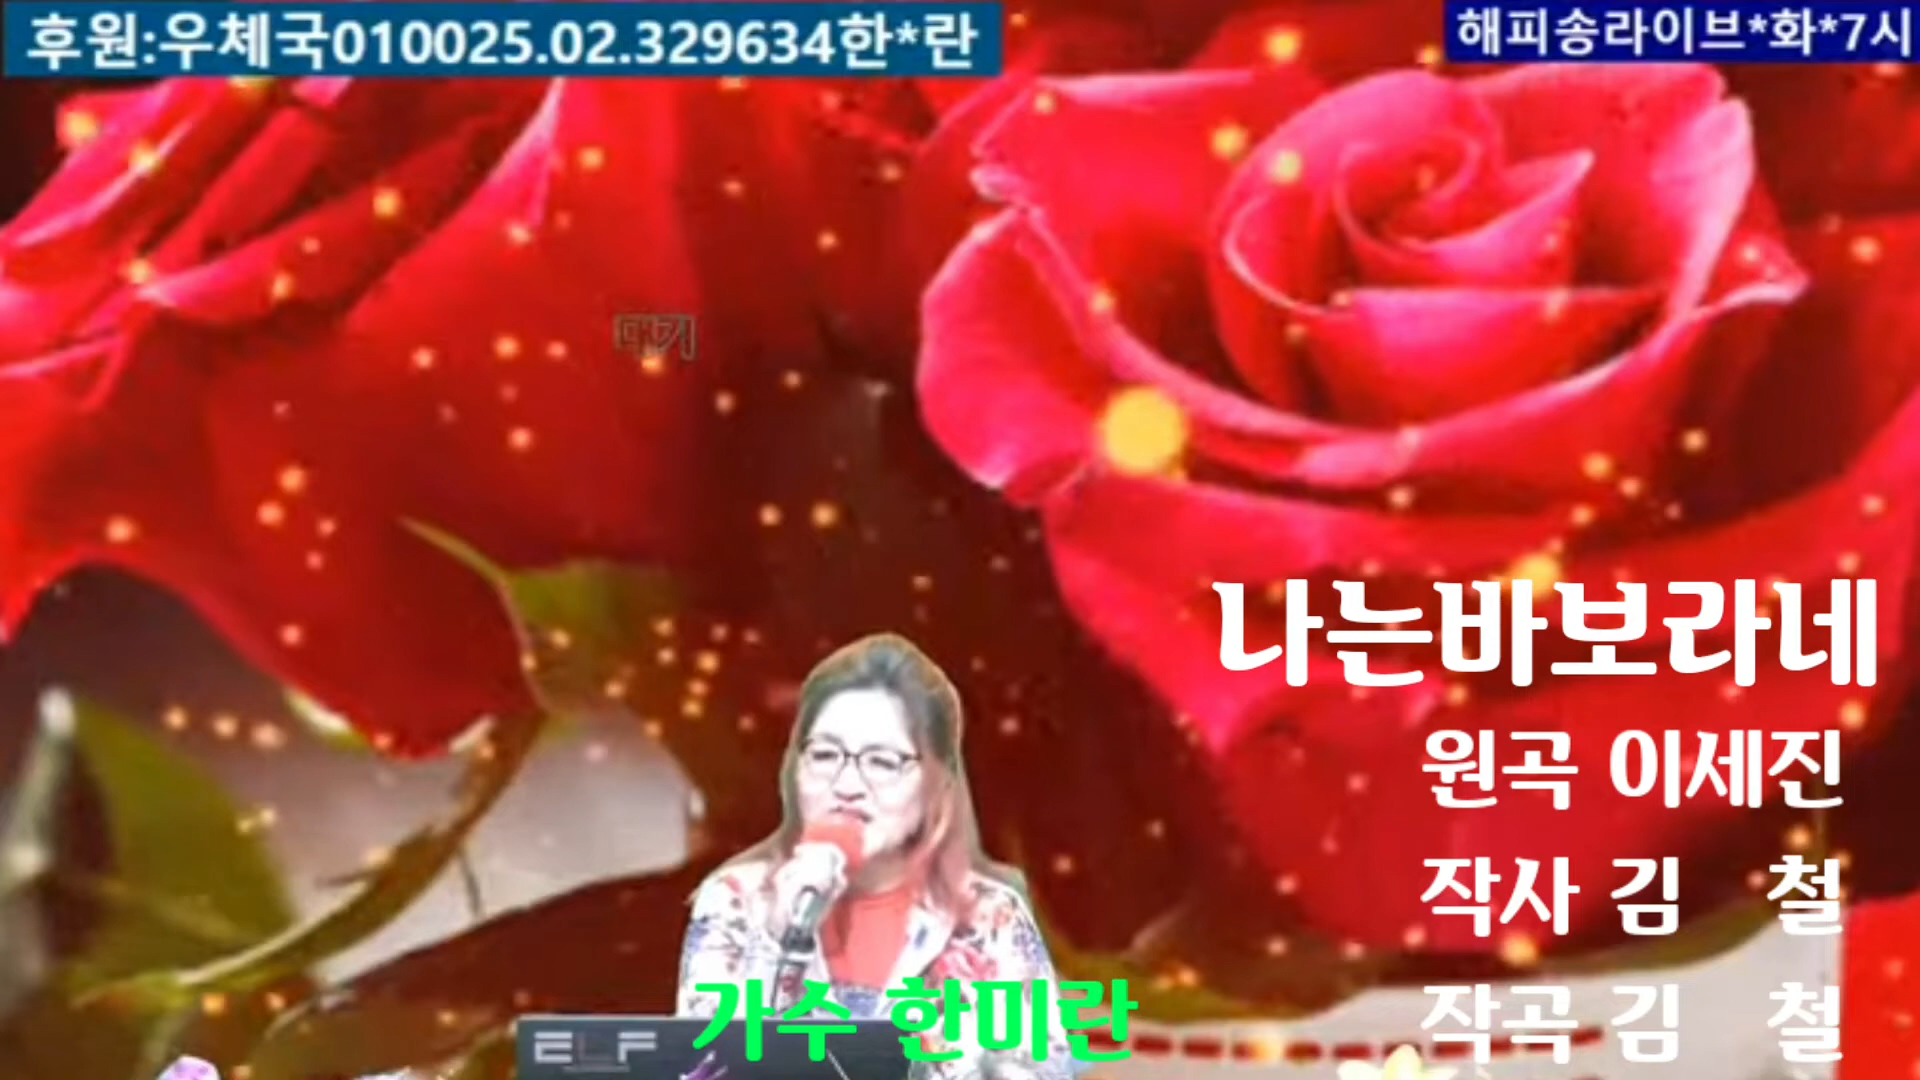 후원:우체국010025.02.329634한*란
해피송라이브*화*7시
대기
나는바보라네
원곡 이세진
작사 김 철
작곡 김 철
가수 한미란
ELF